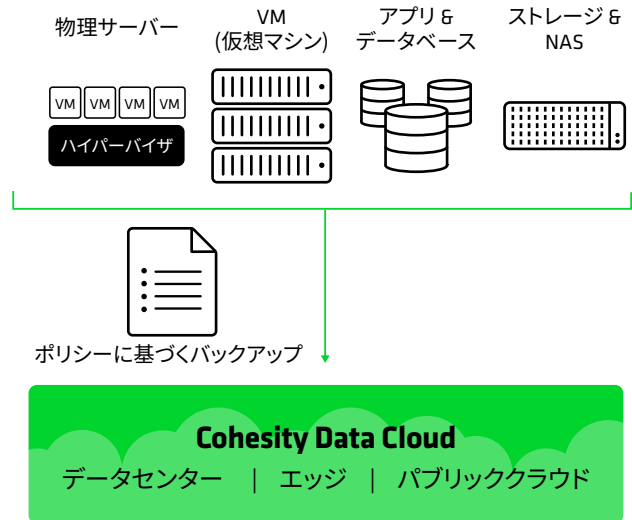 物理サーバー
VM
(仮想マシン)
アプリ &
データベース
ストレージ &
NAS
VM VM VM VM
ハイパーバイザ
ポリシーに基づくバックアップ
Cohesity Data Cloud
データセンター | エッジ | パブリッククラウド